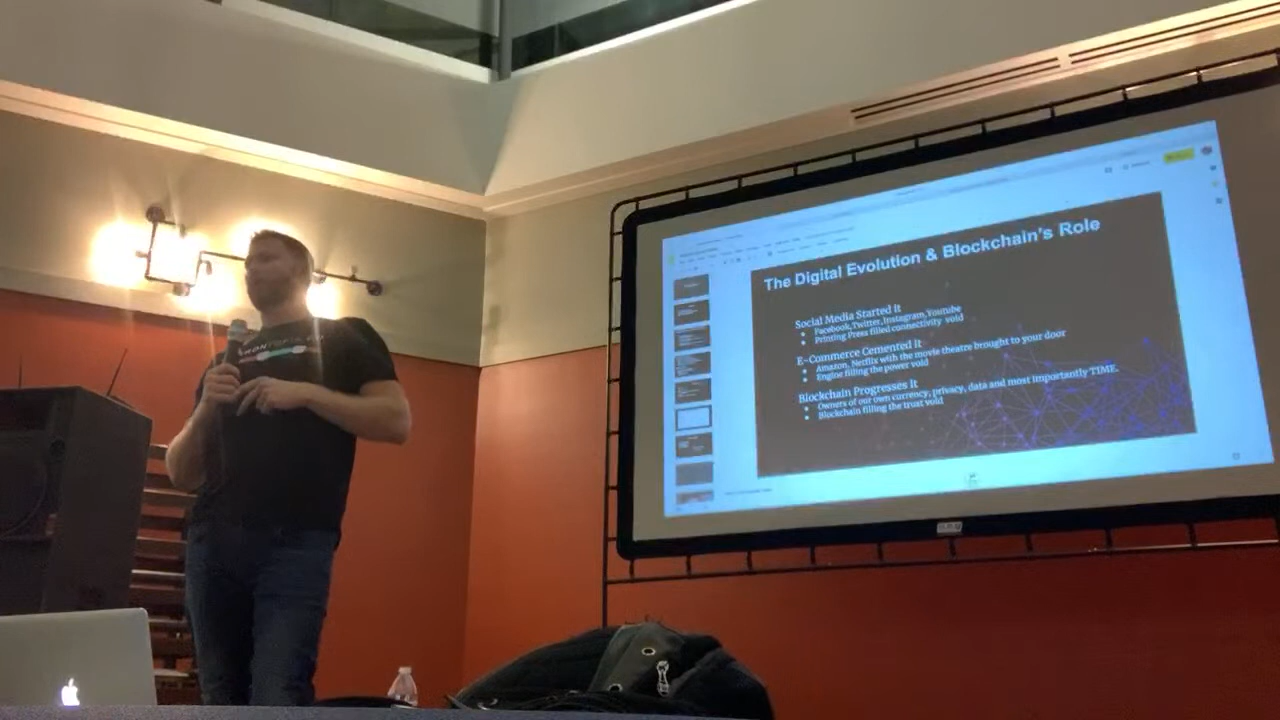 The Digital Evolution & Blockchain's Role
Social Media Started It
Facebook, Twitter, Instagram, Youtube
Printing Press filled connectivity void
E-Commerce Cemented it
Amazon, Netflix with the movie theatre brought to your door
Engine filling the power void
Blockchain Progresses It
Owners of our own currency, privacy, data and most importantly TIME.
Blockchain filling the trust void